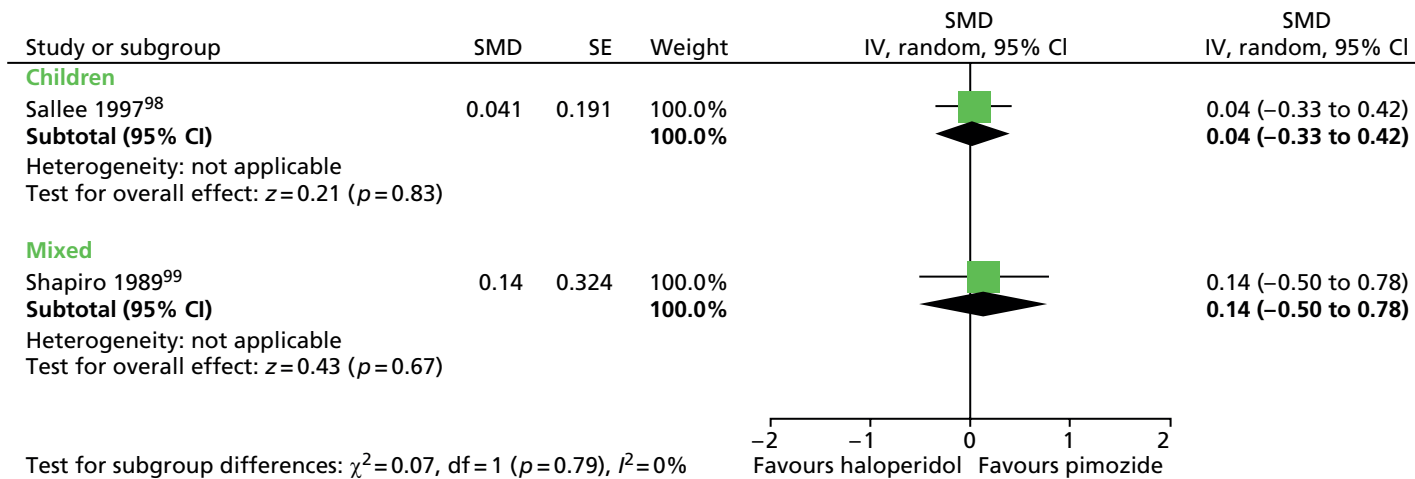 SMD SMD
Study or subgroup SMD SE Weight IV, random, 95% CI IV, random, 95% CI
Children
Sallee 1997⁹⁸ 0.041 0.191 100.0% 0.04 (−0.33 to 0.42)
Subtotal (95% CI) 100.0% 0.04 (−0.33 to 0.42)
Heterogeneity: not applicable
Test for overall effect: z=0.21 (p=0.83)
Mixed
Shapiro 1989⁹⁹ 0.14 0.324 100.0% 0.14 (−0.50 to 0.78)
Subtotal (95% CI) 100.0% 0.14 (−0.50 to 0.78)
Heterogeneity: not applicable
Test for overall effect: z=0.43 (p=0.67)
−2 −1 0 1 2
Test for subgroup differences: χ²=0.07, df=1 (p=0.79), I²=0% Favours haloperidol Favours pimozide